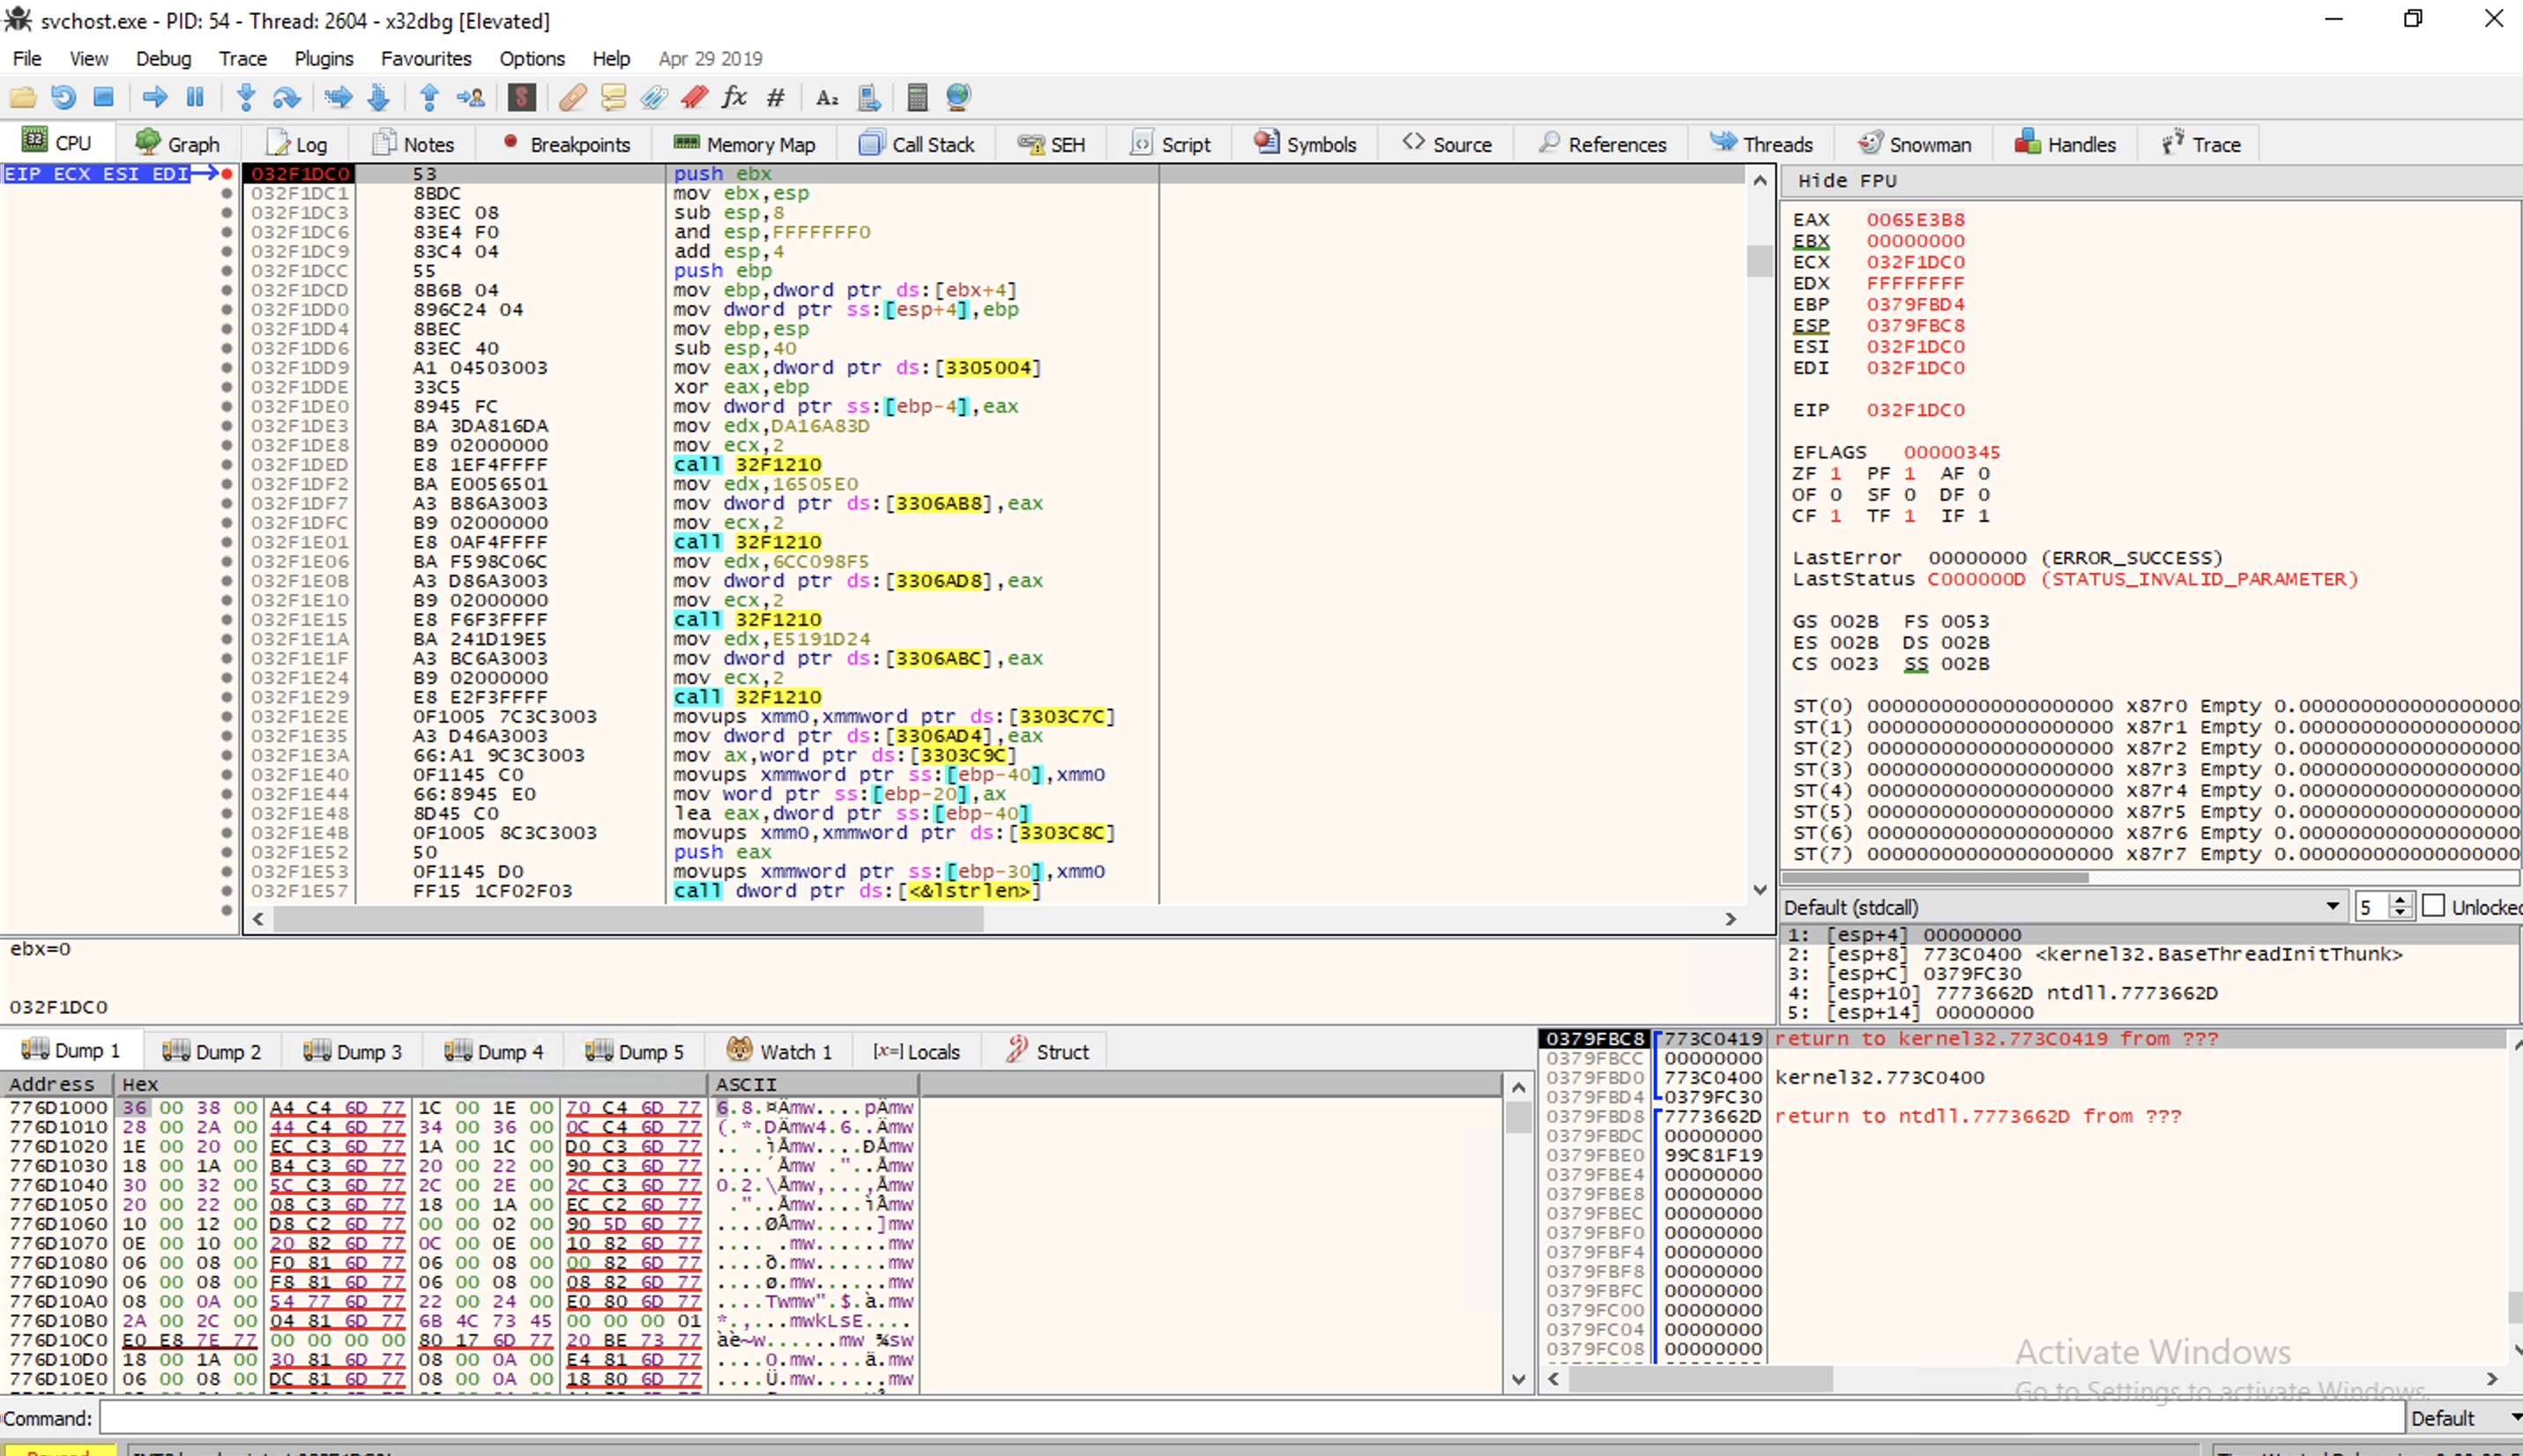 svchost.exe - PID: 54 - Thread: 2604 - x32dbg [Elevated]
File View Debug Trace Plugins Favourites Options Help Apr 29 2019
CPU Graph Log Notes Breakpoints Memory Map Call Stack SEH Script Symbols Source References Threads Snowman Handles Trace
EIP ECX ESI EDI
032F1DC0 53 push ebx
032F1DC1 8BDC mov ebx,esp
032F1DC3 83EC 08 sub esp,8
032F1DC6 83E4 F0 and esp,FFFFFFF0
032F1DC9 83C4 04 add esp,4
032F1DCC 55 push ebp
032F1DCD 8B6B 04 mov ebp,dword ptr ds:[ebx+4]
032F1DD0 896C24 04 mov dword ptr ss:[esp+4],ebp
032F1DD4 8BEC mov ebp,esp
032F1DD6 83EC 40 sub esp,40
032F1DD9 A1 04503003 mov eax,dword ptr ds:[3305004]
032F1DDE 33C5 xor eax,ebp
032F1DE0 8945 FC mov dword ptr ss:[ebp-4],eax
032F1DE3 BA 3DA816DA mov edx,DA16A83D
032F1DE8 B9 02000000 mov ecx,2
032F1DED E8 1EF4FFFF call 32F1210
032F1DF2 BA E0056501 mov edx,16505E0
032F1DF7 A3 B86A3003 mov dword ptr ds:[3306AB8],eax
032F1DFC B9 02000000 mov ecx,2
032F1E01 E8 0AF4FFFF call 32F1210
032F1E06 BA F598C06C mov edx,6CC098F5
032F1E0B A3 D86A3003 mov dword ptr ds:[3306AD8],eax
032F1E10 B9 02000000 mov ecx,2
032F1E15 E8 F6F3FFFF call 32F1210
032F1E1A BA 241D19E5 mov edx,E5191D24
032F1E1F A3 BC6A3003 mov dword ptr ds:[3306ABC],eax
032F1E24 B9 02000000 mov ecx,2
032F1E29 E8 E2F3FFFF call 32F1210
032F1E2E 0F1005 7C3C3003 movups xmm0,xmmword ptr ds:[3303C7C]
032F1E35 A3 D46A3003 mov dword ptr ds:[3306AD4],eax
032F1E3A 66:A1 9C3C3003 mov ax,word ptr ds:[3303C9C]
032F1E40 0F1145 C0 movups xmmword ptr ss:[ebp-40],xmm0
032F1E44 66:8945 E0 mov word ptr ss:[ebp-20],ax
032F1E48 8D45 C0 lea eax,dword ptr ss:[ebp-40]
032F1E4B 0F1005 8C3C3003 movups xmm0,xmmword ptr ds:[3303C8C]
032F1E52 50 push eax
032F1E53 0F1145 D0 movups xmmword ptr ss:[ebp-30],xmm0
032F1E57 FF15 1CF02F03 call dword ptr ds:[<&lstrlen>]
Hide FPU
EAX 0065E3B8
EBX 00000000
ECX 032F1DC0
EDX FFFFFFFF
EBP 0379FBD4
ESP 0379FBC8
ESI 032F1DC0
EDI 032F1DC0
EIP 032F1DC0
EFLAGS 00000345
ZF 1 PF 1 AF 0
OF 0 SF 0 DF 0
CF 1 TF 1 IF 1
LastError 00000000 (ERROR_SUCCESS)
LastStatus C000000D (STATUS_INVALID_PARAMETER)
GS 002B FS 0053
ES 002B DS 002B
CS 0023 SS 002B
ST(0) 00000000000000000000 x87r0 Empty 0.00000000000000000
ST(1) 00000000000000000000 x87r1 Empty 0.00000000000000000
ST(2) 00000000000000000000 x87r2 Empty 0.00000000000000000
ST(3) 00000000000000000000 x87r3 Empty 0.00000000000000000
ST(4) 00000000000000000000 x87r4 Empty 0.00000000000000000
ST(5) 00000000000000000000 x87r5 Empty 0.00000000000000000
ST(6) 00000000000000000000 x87r6 Empty 0.00000000000000000
ST(7) 00000000000000000000 x87r7 Empty 0.00000000000000000
Default (stdcall) 5 Unlocked
1: [esp+4] 00000000
2: [esp+8] 773C0400 <kernel32.BaseThreadInitThunk>
3: [esp+C] 0379FC30
4: [esp+10] 7773662D ntdll.7773662D
5: [esp+14] 00000000
ebx=0
032F1DC0
Dump 1 Dump 2 Dump 3 Dump 4 Dump 5 Watch 1 [x=] Locals Struct
Address Hex ASCII
776D1000 36 00 38 00 A4 C4 6D 77 1C 00 1E 00 70 C4 6D 77 6.8.¤Ämw....pÄmw
776D1010 28 00 2A 00 44 C4 6D 77 34 00 36 00 0C C4 6D 77 (.*.DÄmw4.6..Ämw
776D1020 1E 00 20 00 EC C3 6D 77 1A 00 1C 00 D0 C3 6D 77 .. .ìÃmw....ÐÃmw
776D1030 18 00 1A 00 B4 C3 6D 77 20 00 22 00 90 C3 6D 77 ....´Ãmw ."..Ãmw
776D1040 30 00 32 00 5C C3 6D 77 2C 00 2E 00 2C C3 6D 77 0.2.\Ãmw,...,Ãmw
776D1050 20 00 22 00 08 C3 6D 77 18 00 1A 00 EC C2 6D 77 ."..Ãmw....ìÂmw
776D1060 10 00 12 00 D8 C2 6D 77 00 00 02 00 90 5D 6D 77 ....ØÂmw.....]mw
776D1070 0E 00 10 00 20 82 6D 77 0C 00 0E 00 10 82 6D 77 .... .mw......mw
776D1080 06 00 08 00 F0 81 6D 77 06 00 08 00 00 82 6D 77 ....ð.mw......mw
776D1090 06 00 08 00 F8 81 6D 77 06 00 08 00 08 82 6D 77 ....ø.mw......mw
776D10A0 08 00 0A 00 54 77 6D 77 22 00 24 00 E0 80 6D 77 ....Twmw".$.à.mw
776D10B0 2A 00 2C 00 04 81 6D 77 6B 4C 73 45 00 00 00 01 *.,...mwkLsE....
776D10C0 E0 E8 7E 77 00 00 00 00 80 17 6D 77 20 BE 73 77 àè~w......mw ¾sw
776D10D0 18 00 1A 00 30 81 6D 77 08 00 0A 00 E4 81 6D 77 ....0.mw....ä.mw
776D10E0 06 00 08 00 DC 81 6D 77 08 00 0A 00 18 80 6D 77 ....Ü.mw......mw
0379FBC8 773C0419 return to kernel32.773C0419 from ???
0379FBCC 00000000
0379FBD0 773C0400 kernel32.773C0400
0379FBD4 0379FC30
0379FBD8 7773662D return to ntdll.7773662D from ???
0379FBDC 00000000
0379FBE0 99C81F19
0379FBE4 00000000
0379FBE8 00000000
0379FBEC 00000000
0379FBF0 00000000
0379FBF4 00000000
0379FBF8 00000000
0379FBFC 00000000
0379FC00 00000000
0379FC04 00000000
0379FC08 00000000
Activate Windows
Go to Settings to activate Windows.
Command: Default